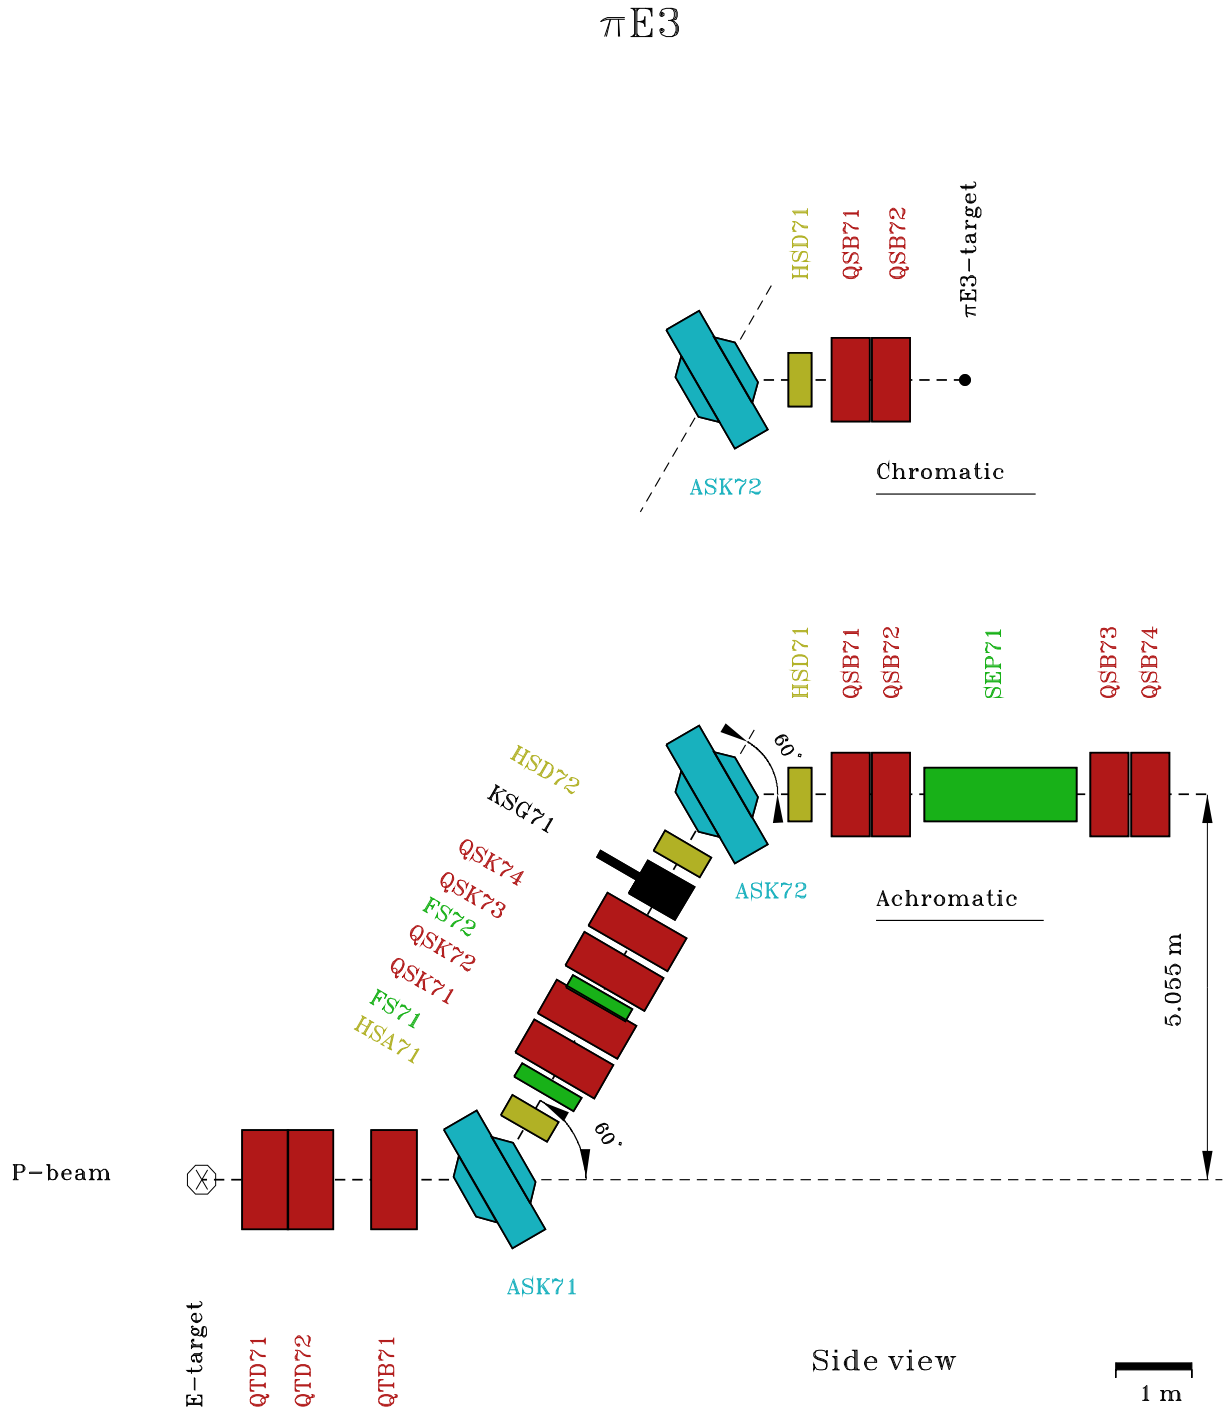 πE3
HSD71
QSB71
QSB72
πE3-target
Chromatic
ASK72
HSD71
QSB71
QSB72
SEP71
QSB73
QSB74
60°
HSD72
KSG71
QSK74
QSK73
FS72
QSK72
QSK71
FS71
HSA71
ASK72
Achromatic
5.055 m
60°
P-beam
ASK71
E-target
QTD71
QTD72
QTB71
Side view
1 m